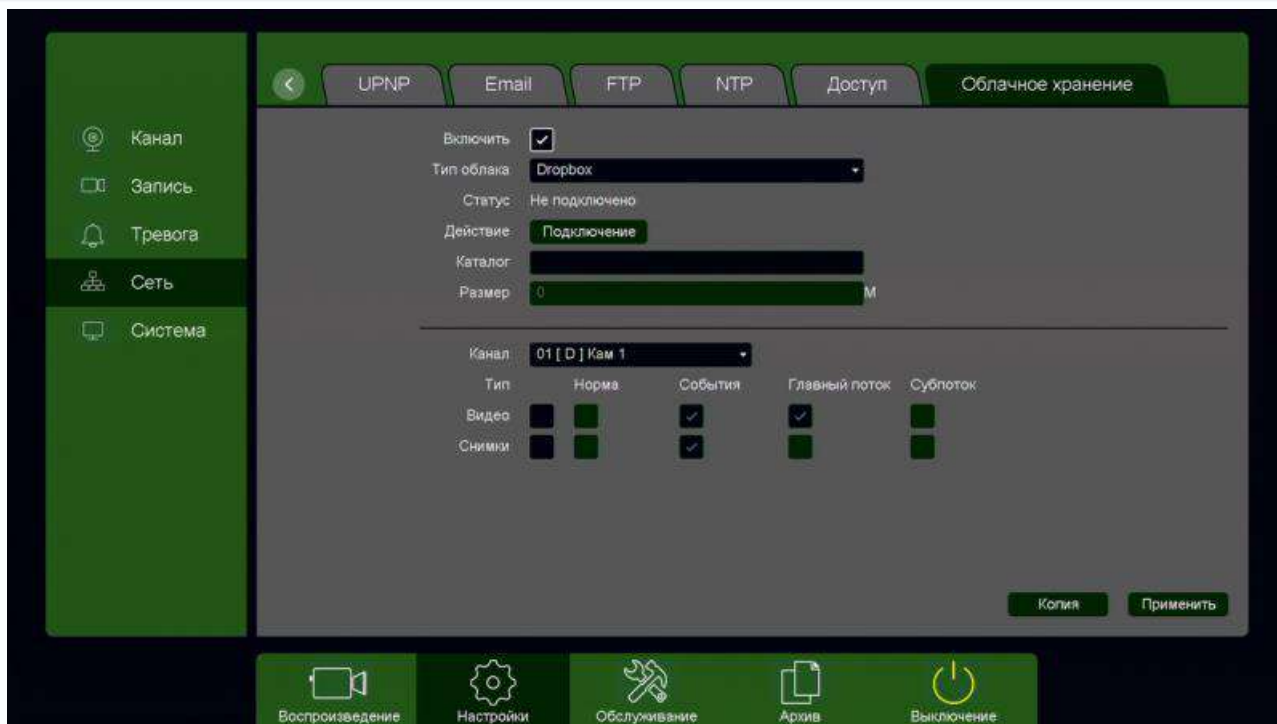 UPNP Email FTP NTP Доступ Облачное хранение
Канал
Запись
Тревога
Сеть
Система
Включить
Тип облака Dropbox
Статус Не подключено
Действие Подключение
Каталог
Размер 0 М
Канал 01 [ D ] Кам 1
Тип Норма События Главный поток Субпоток
Видео
Снимки
Копия Применить
Воспроизведение Настройки Обслуживание Архив Выключение